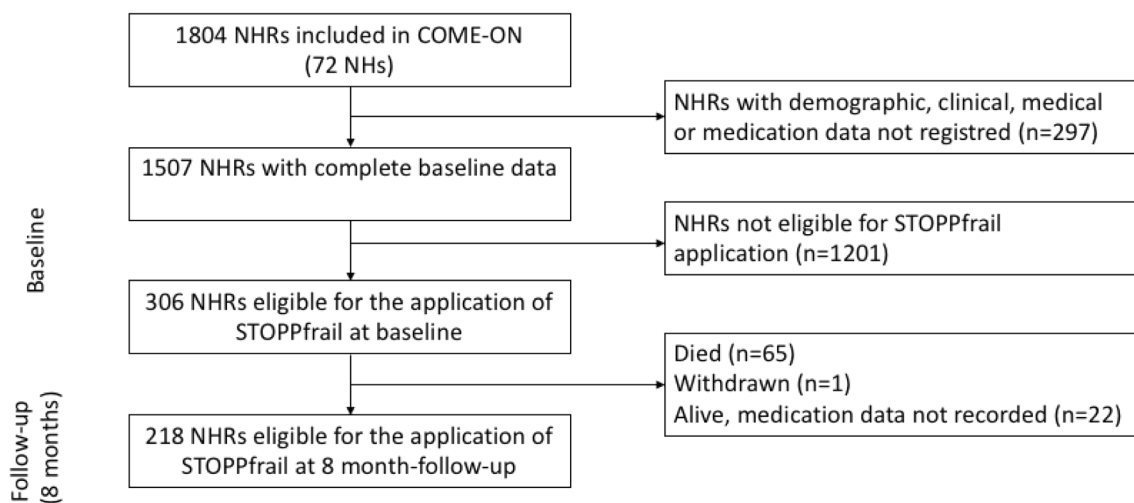 1804 NHRs included in COME-ON
(72 NHs)
NHRs with demographic, clinical, medical
or medication data not registred (n=297)
1507 NHRs with complete baseline data
Baseline
NHRs not eligible for STOPPfrail
application (n=1201)
306 NHRs eligible for the application of
STOPPfrail at baseline
Died (n=65)
Withdrawn (n=1)
Alive, medication data not recorded (n=22)
Follow-up
(8 months)
218 NHRs eligible for the application of
STOPPfrail at 8 month-follow-up